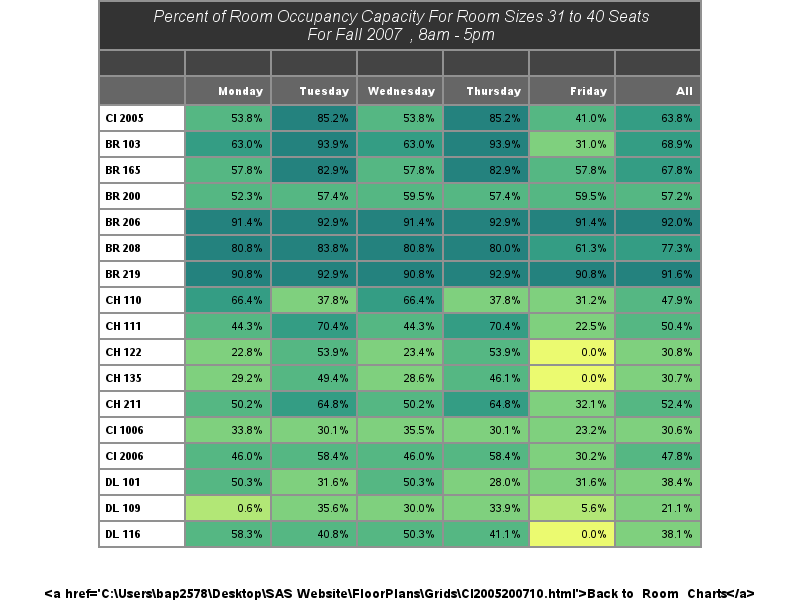 Percent of Room Occupancy Capacity For Room Sizes 31 to 40 Seats
For Fall 2007 , 8am - 5pm
Monday Tuesday Wednesday Thursday Friday All
CI 2005 53.8% 85.2% 53.8% 85.2% 41.0% 63.8%
BR 103 63.0% 93.9% 63.0% 93.9% 31.0% 68.9%
BR 165 57.8% 82.9% 57.8% 82.9% 57.8% 67.8%
BR 200 52.3% 57.4% 59.5% 57.4% 59.5% 57.2%
BR 206 91.4% 92.9% 91.4% 92.9% 91.4% 92.0%
BR 208 80.8% 83.8% 80.8% 80.0% 61.3% 77.3%
BR 219 90.8% 92.9% 90.8% 92.9% 90.8% 91.6%
CH 110 66.4% 37.8% 66.4% 37.8% 31.2% 47.9%
CH 111 44.3% 70.4% 44.3% 70.4% 22.5% 50.4%
CH 122 22.8% 53.9% 23.4% 53.9% 0.0% 30.8%
CH 135 29.2% 49.4% 28.6% 46.1% 0.0% 30.7%
CH 211 50.2% 64.8% 50.2% 64.8% 32.1% 52.4%
CI 1006 33.8% 30.1% 35.5% 30.1% 23.2% 30.6%
CI 2006 46.0% 58.4% 46.0% 58.4% 30.2% 47.8%
DL 101 50.3% 31.6% 50.3% 28.0% 31.6% 38.4%
DL 109 0.6% 35.6% 30.0% 33.9% 5.6% 21.1%
DL 116 58.3% 40.8% 50.3% 41.1% 0.0% 38.1%
<a href='C:\Users\bap2578\Desktop\SAS Website\FloorPlans\Grids\CI2005200710.html'>Back to Room Charts</a>